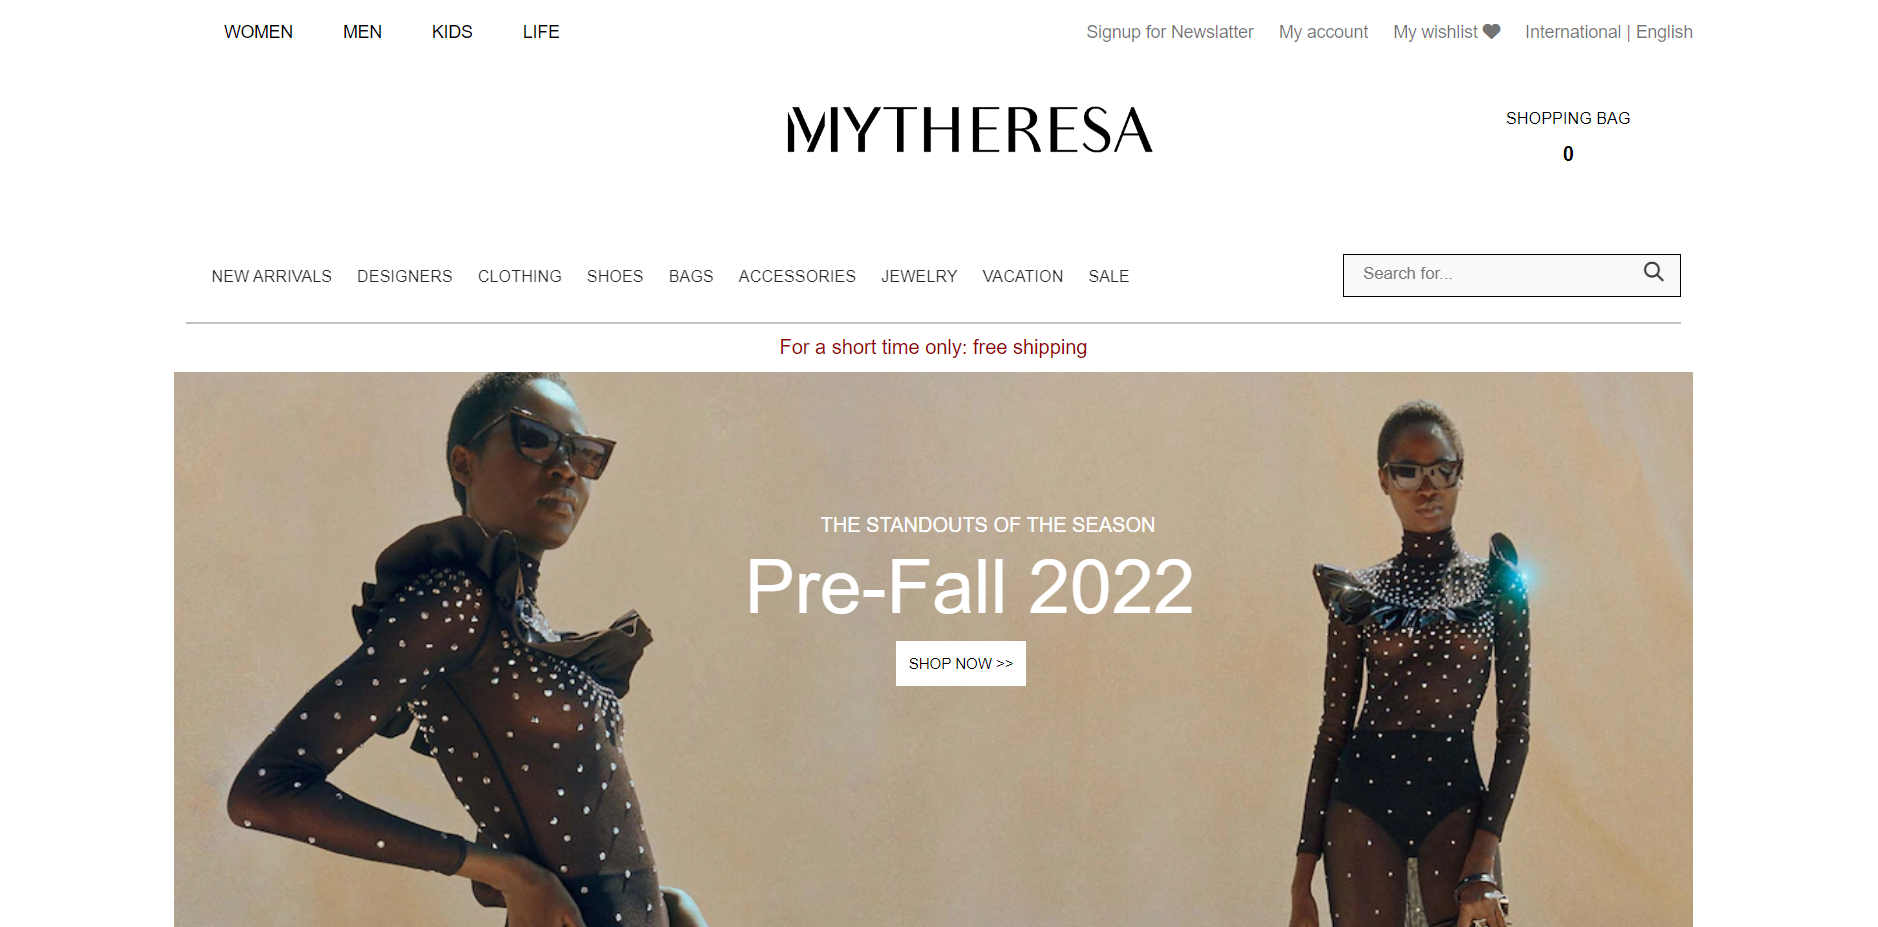 WOMEN MEN KIDS LIFE Signup for Newslatter My account My wishlist International | English
MYTHERESA
SHOPPING BAG
0
NEW ARRIVALS DESIGNERS CLOTHING SHOES BAGS ACCESSORIES JEWELRY VACATION SALE Search for...
For a short time only: free shipping
THE STANDOUTS OF THE SEASON
Pre-Fall 2022
SHOP NOW >>